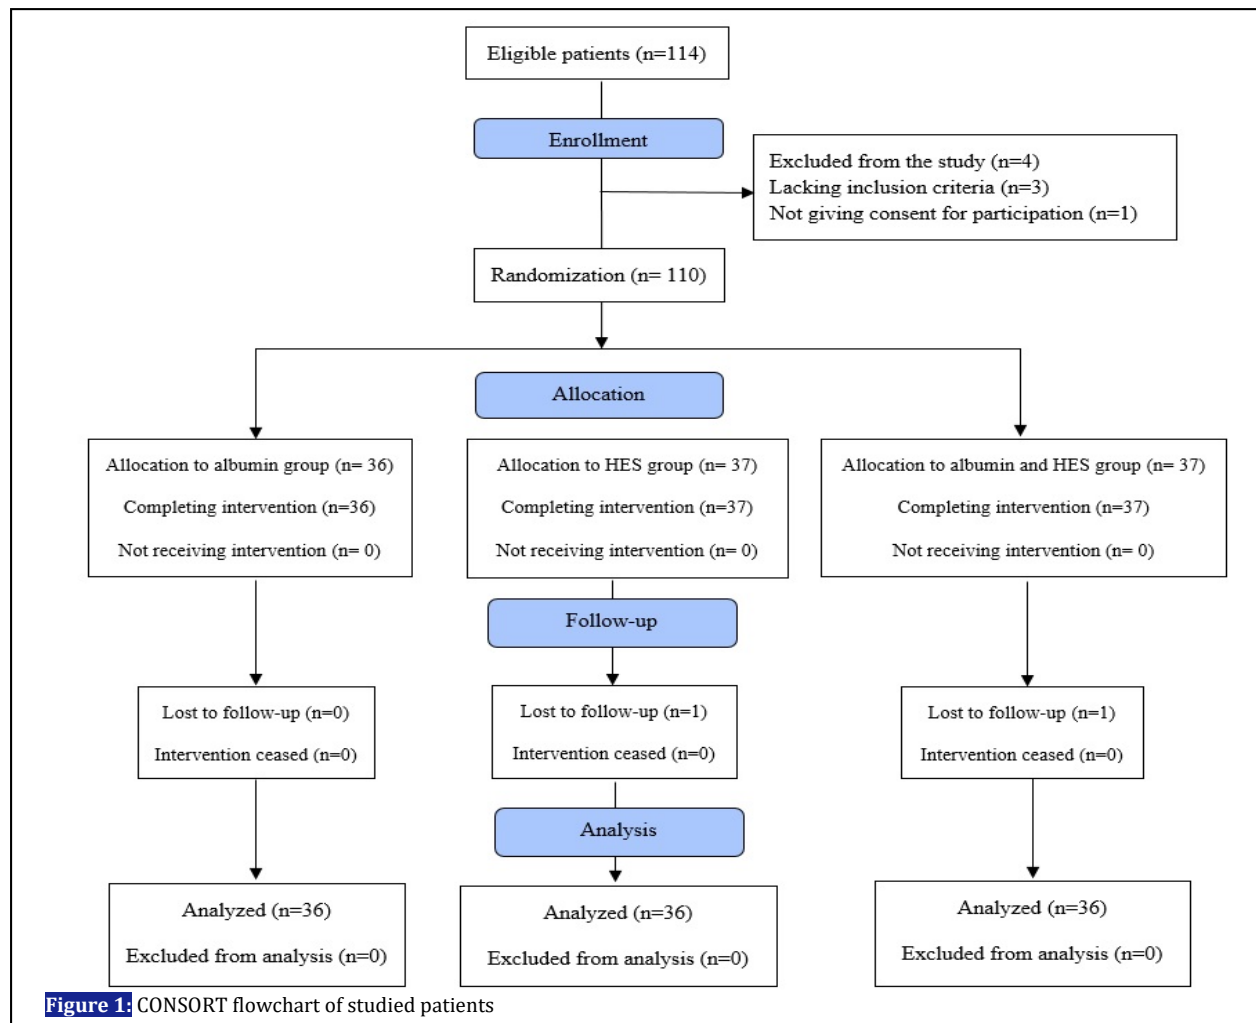 Eligible patients (n=114)
Enrollment
Excluded from the study (n=4)
Lacking inclusion criteria (n=3)
Not giving consent for participation (n=1)
Randomization (n= 110)
Allocation
Allocation to albumin group (n= 36)
Completing intervention (n=36)
Not receiving intervention (n= 0)
Allocation to HES group (n= 37)
Completing intervention (n=37)
Not receiving intervention (n= 0)
Allocation to albumin and HES group (n= 37)
Completing intervention (n=37)
Not receiving intervention (n= 0)
Follow-up
Lost to follow-up (n=0)
Intervention ceased (n=0)
Lost to follow-up (n=1)
Intervention ceased (n=0)
Lost to follow-up (n=1)
Intervention ceased (n=0)
Analysis
Analyzed (n=36)
Excluded from analysis (n=0)
Analyzed (n=36)
Excluded from analysis (n=0)
Analyzed (n=36)
Excluded from analysis (n=0)
Figure 1: CONSORT flowchart of studied patients